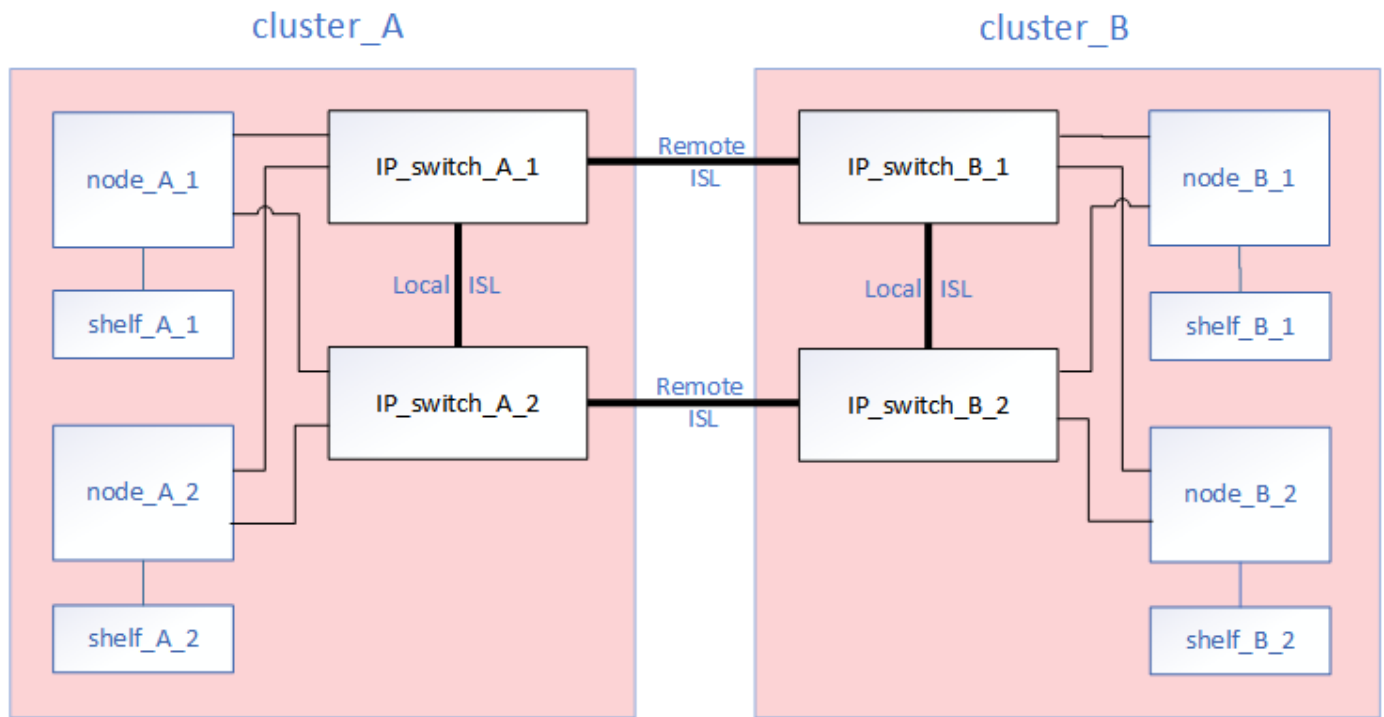 cluster_A
cluster_B
node_A_1
IP_switch_A_1
Remote
ISL
IP_switch_B_1
node_B_1
shelf_A_1
Local ISL
Local ISL
shelf_B_1
IP_switch_A_2
Remote
ISL
IP_switch_B_2
node_A_2
node_B_2
shelf_A_2
shelf_B_2